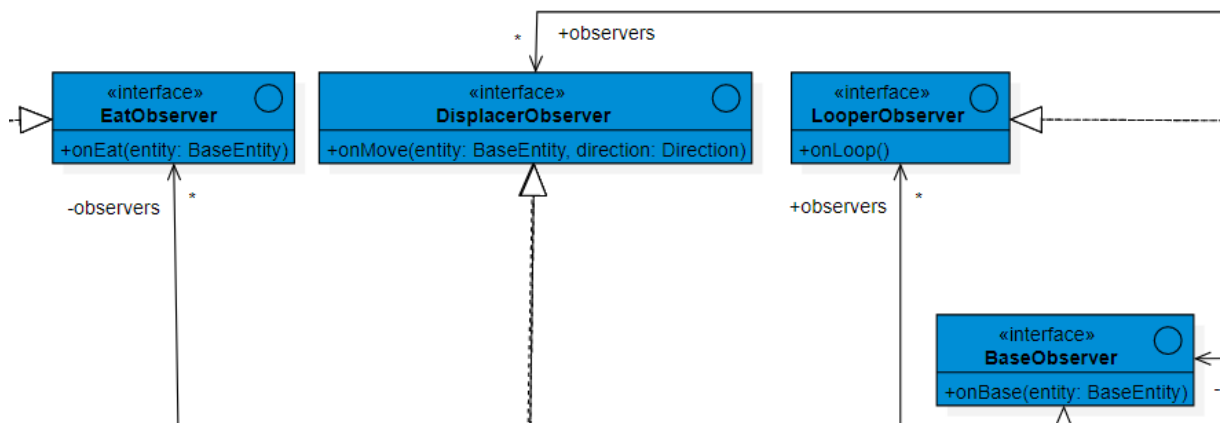 * +observers
«interface»
EatObserver
+onEat(entity: BaseEntity)
«interface»
DisplacerObserver
+onMove(entity: BaseEntity, direction: Direction)
«interface»
LooperObserver
+onLoop()
-observers *
+observers *
«interface»
BaseObserver
+onBase(entity: BaseEntity)
-